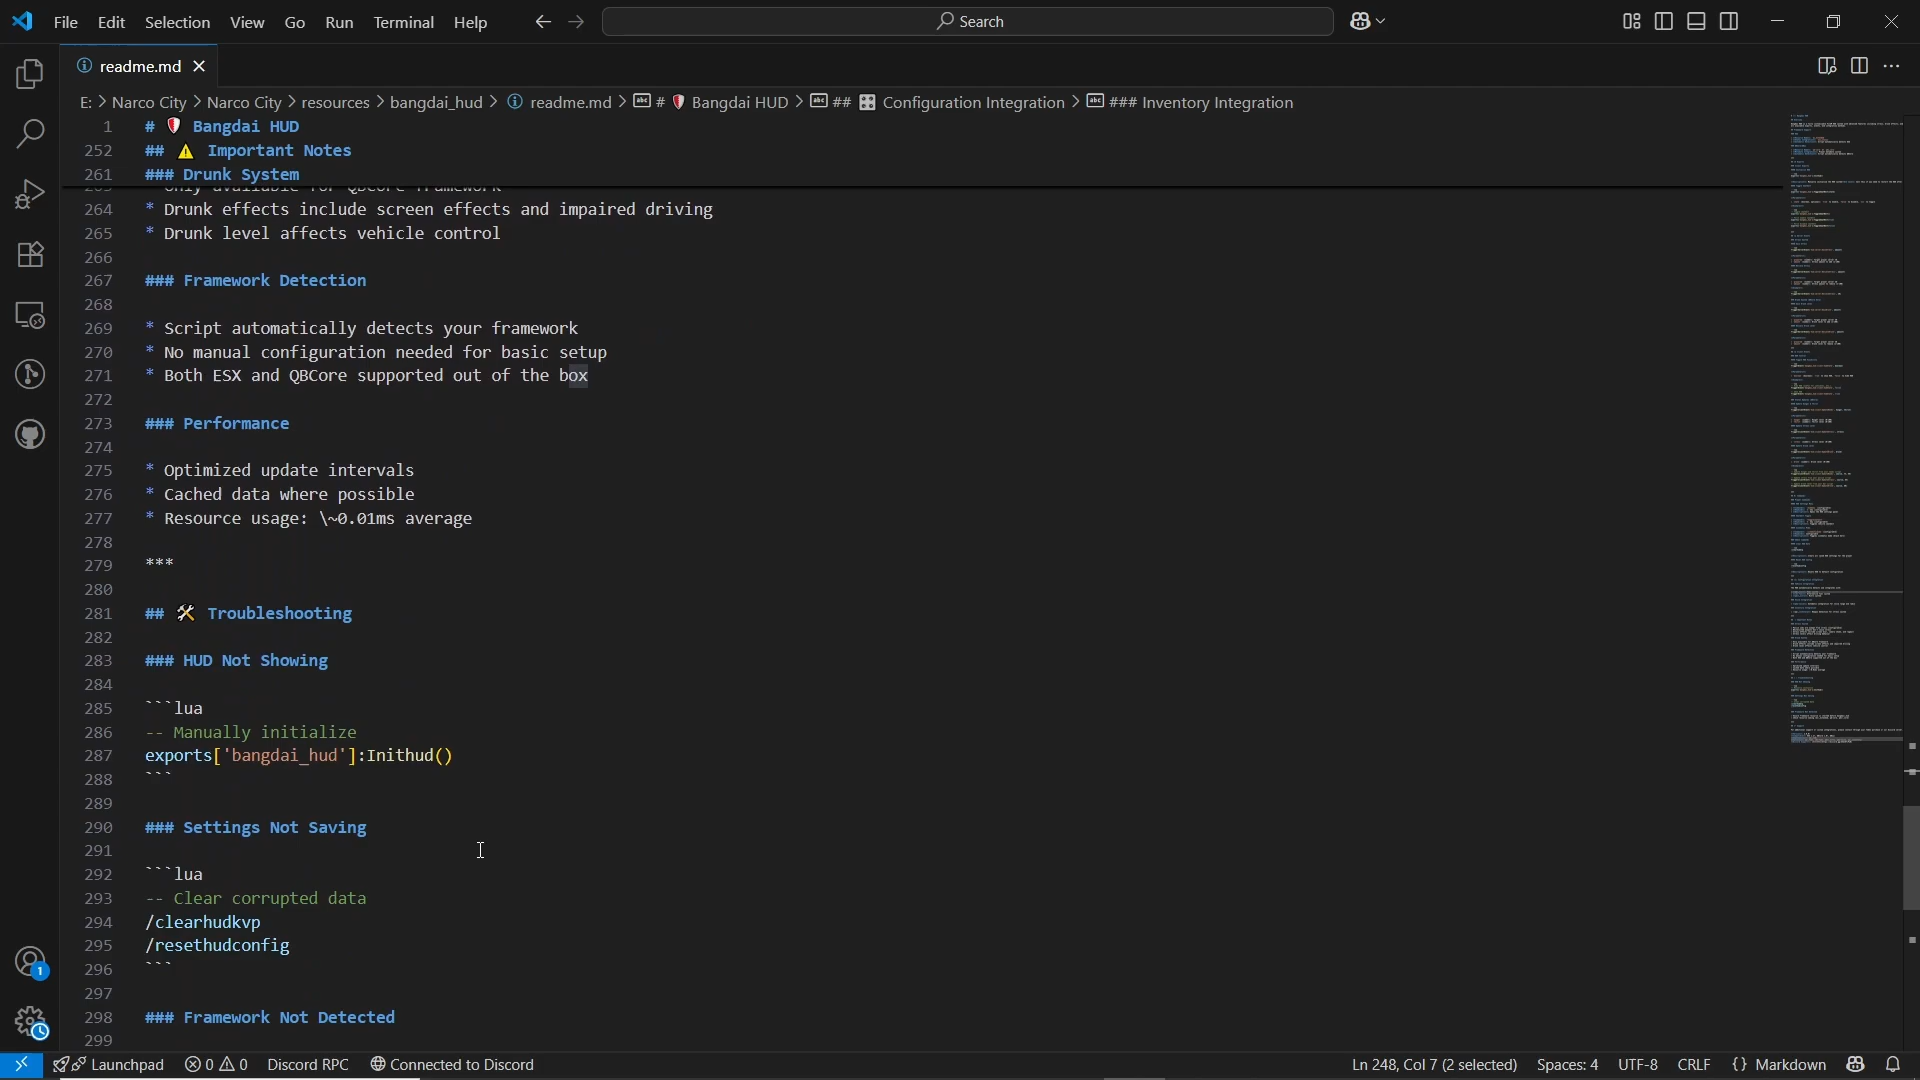 File Edit Selection View Go Run Terminal Help
Search
readme.md
E: > Narco City > Narco City > resources > bangdai_hud > readme.md > # Bangdai HUD > ## Configuration Integration > ### Inventory Integration
1 # Bangdai HUD
252 ## Important Notes
261 ### Drunk System
* Only available for QBCore framework
264 * Drunk effects include screen effects and impaired driving
265 * Drunk level affects vehicle control
266
267 ### Framework Detection
268
269 * Script automatically detects your framework
270 * No manual configuration needed for basic setup
271 * Both ESX and QBCore supported out of the box
272
273 ### Performance
274
275 * Optimized update intervals
276 * Cached data where possible
277 * Resource usage: \~0.01ms average
278
279 ***
280
281 ## 🛠 Troubleshooting
282
283 ### HUD Not Showing
284
285 ```lua
286 -- Manually initialize
287 exports['bangdai_hud']:Inithud()
288 ```
289
290 ### Settings Not Saving
291
292 ```lua
293 -- Clear corrupted data
294 /clearhudkvp
295 /resethudconfig
296 ```
297
298 ### Framework Not Detected
299
1
Launchpad 0 0 Discord RPC Connected to Discord Ln 248, Col 7 (2 selected) Spaces: 4 UTF-8 CRLF {} Markdown